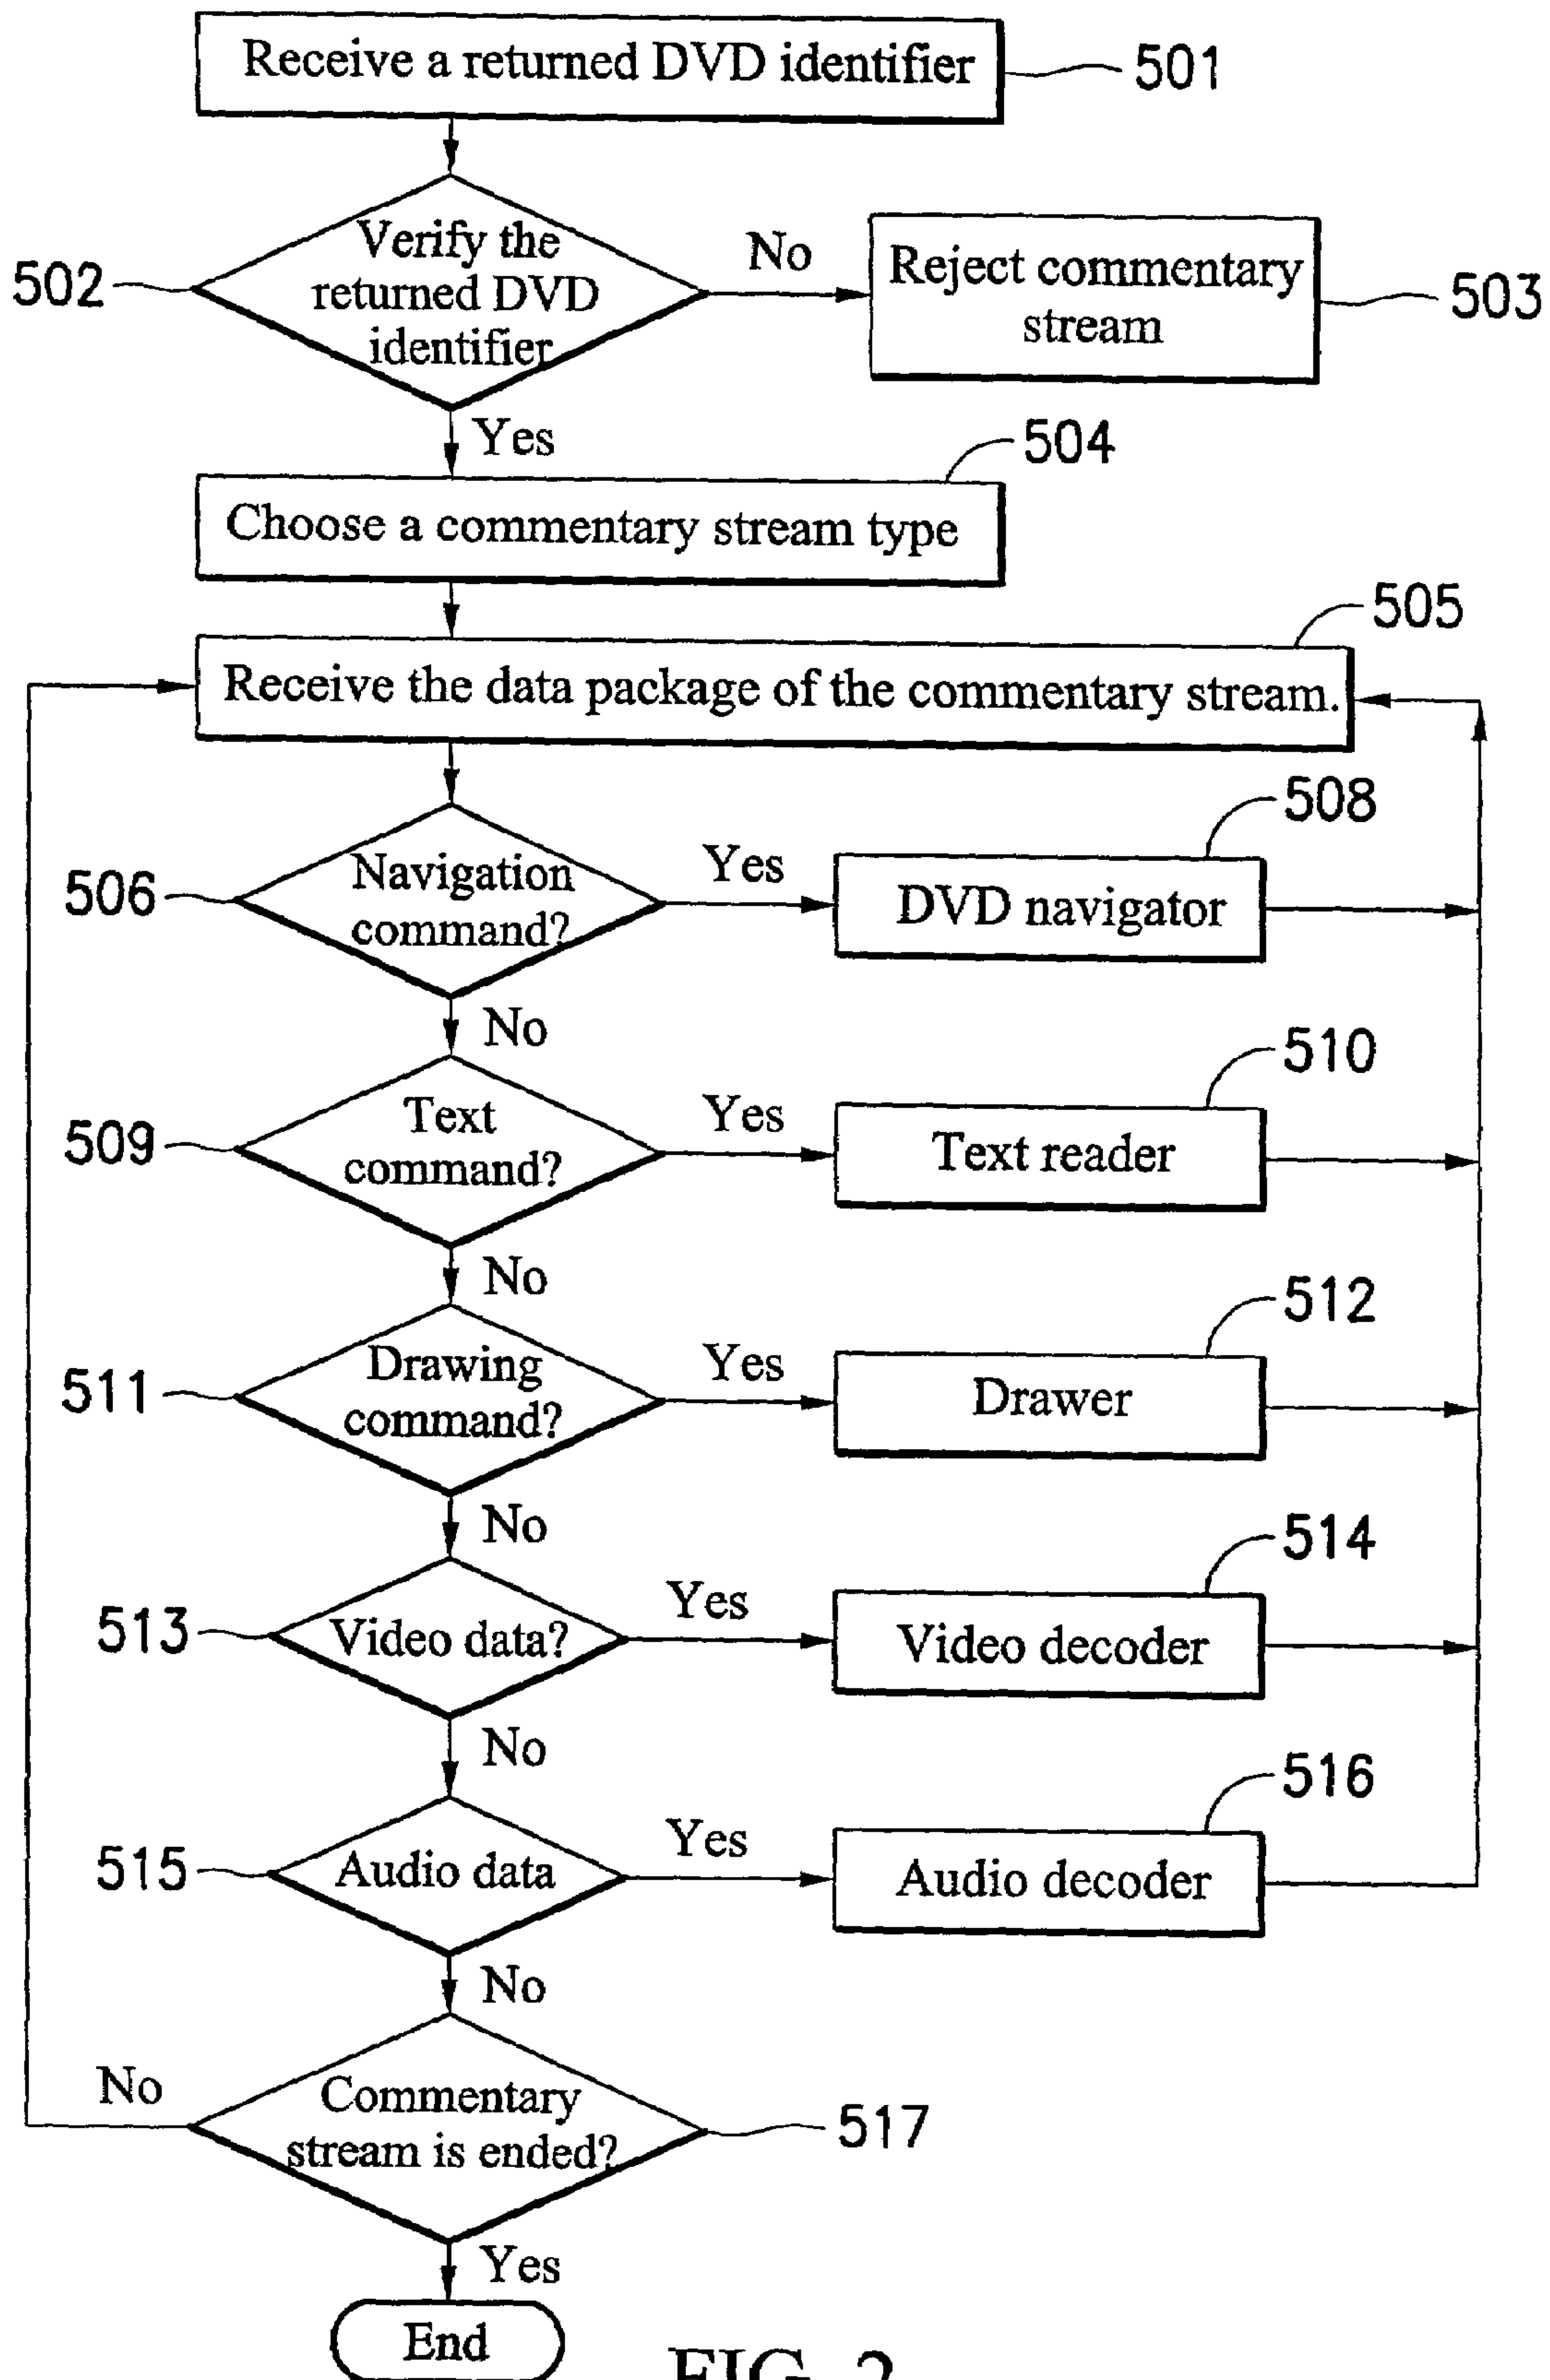 Receive a returned DVD identifier
501
Verify the
returned DVD
identifier
502
No
Reject commentary
stream
503
Yes
504
Choose a commentary stream type
505
Receive the data package of the commentary stream.
506
Navigation
command?
Yes
508
DVD navigator
No
509
Text
command?
Yes
510
Text reader
No
511
Drawing
command?
Yes
512
Drawer
No
513
Video data?
Yes
514
Video decoder
No
515
Audio data
Yes
516
Audio decoder
No
No
Commentary
stream is ended?
517
Yes
End
FIG. 2